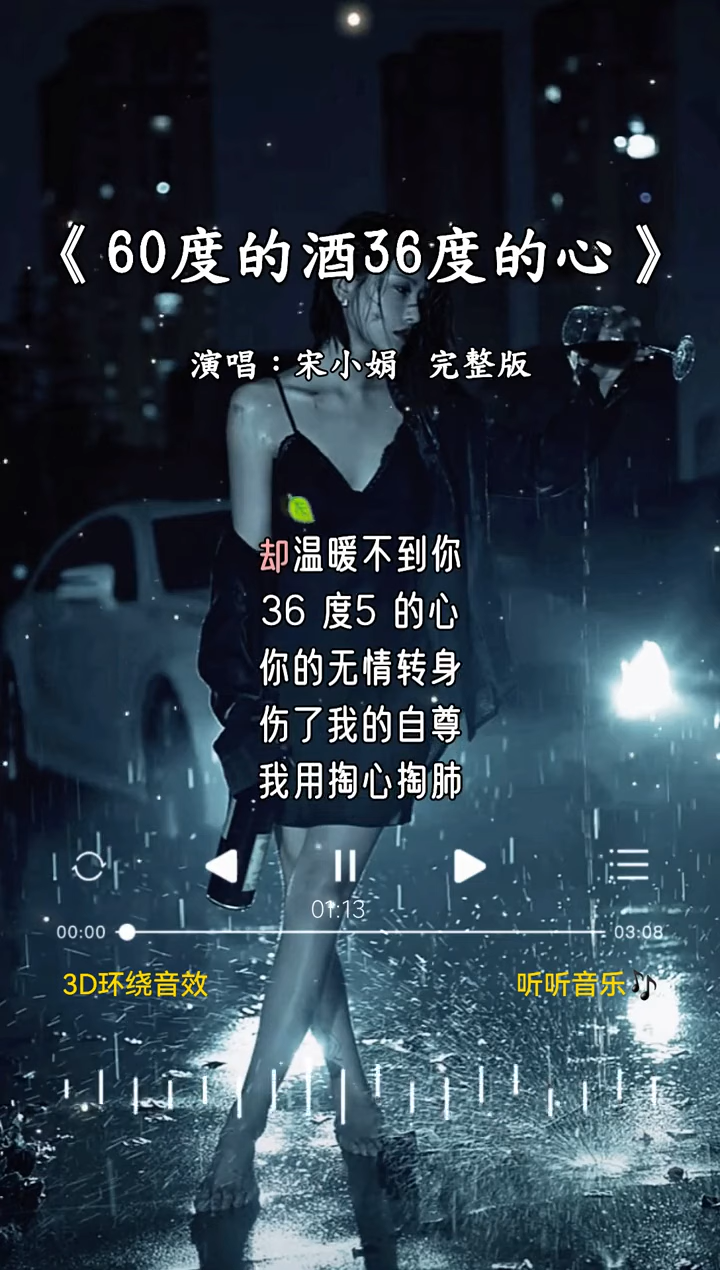 《60度的酒36度的心》
演唱：宋小娟 完整版
却温暖不到你
36 度5 的心
你的无情转身
伤了我的自尊
我用掏心掏肺
01:13
00:00 03:08
3D环绕音效 听听音乐🎶